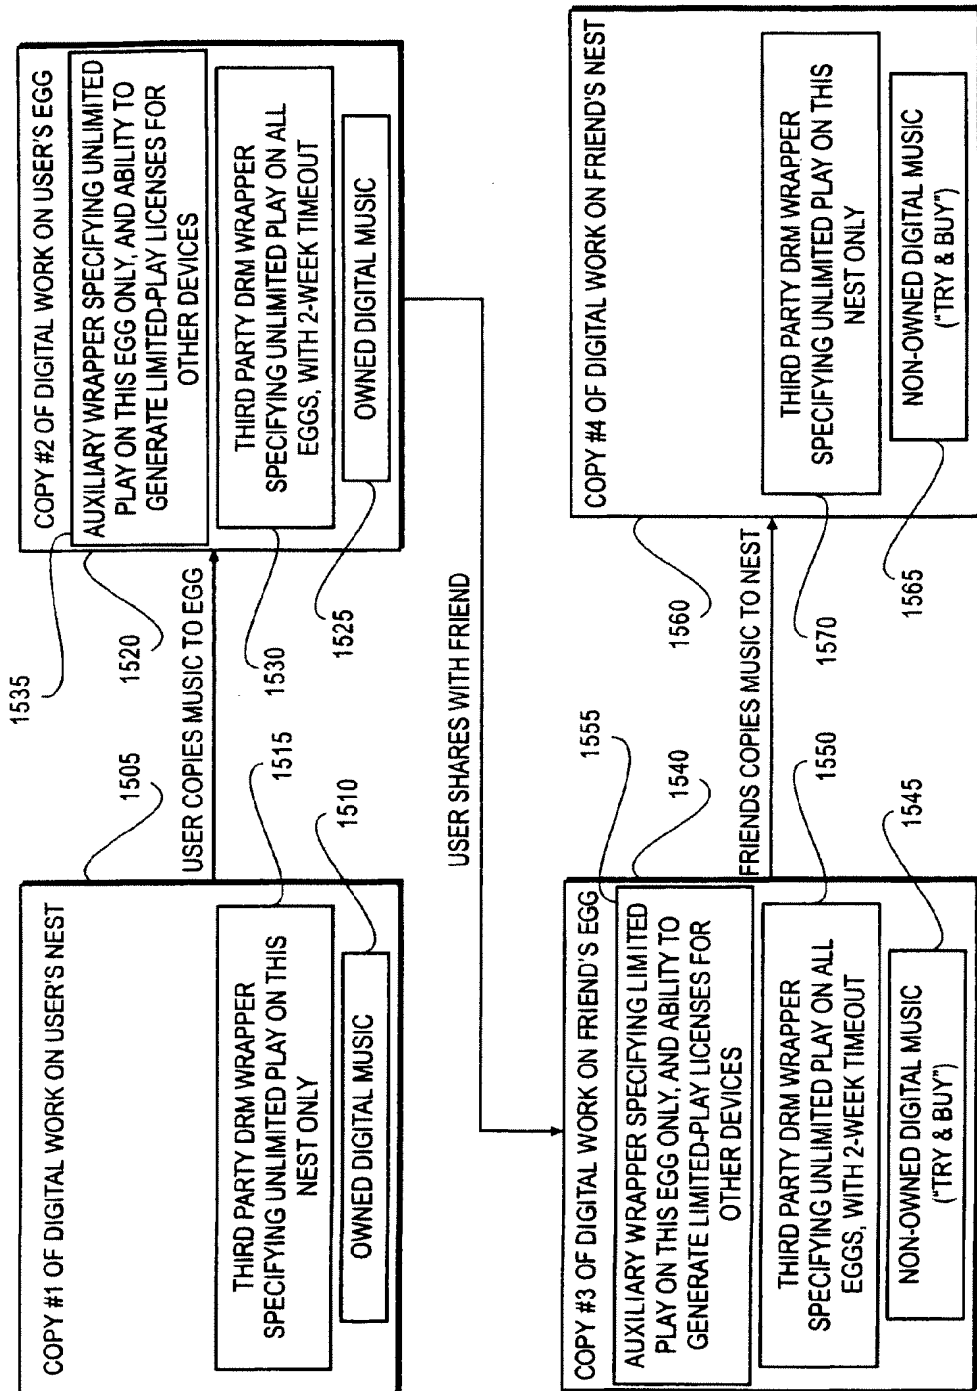 COPY #1 OF DIGITAL WORK ON USER'S NEST
THIRD PARTY DRM WRAPPER
SPECIFYING UNLIMITED PLAY ON THIS
NEST ONLY
OWNED DIGITAL MUSIC
1505
1515
1510
USER COPIES MUSIC TO EGG
COPY #2 OF DIGITAL WORK ON USER'S EGG
AUXILIARY WRAPPER SPECIFYING UNLIMITED
PLAY ON THIS EGG ONLY, AND ABILITY TO
GENERATE LIMITED-PLAY LICENSES FOR
OTHER DEVICES
THIRD PARTY DRM WRAPPER
SPECIFYING UNLIMITED PLAY ON ALL
EGGS, WITH 2-WEEK TIMEOUT
OWNED DIGITAL MUSIC
1535
1520
1530
1525
USER SHARES WITH FRIEND
COPY #3 OF DIGITAL WORK ON FRIEND'S EGG
AUXILIARY WRAPPER SPECIFYING LIMITED
PLAY ON THIS EGG ONLY, AND ABILITY TO
GENERATE LIMITED-PLAY LICENSES FOR
OTHER DEVICES
THIRD PARTY DRM WRAPPER
SPECIFYING UNLIMITED PLAY ON ALL
EGGS, WITH 2-WEEK TIMEOUT
NON-OWNED DIGITAL MUSIC
("TRY & BUY")
1555
1540
1550
1545
FRIENDS COPIES MUSIC TO NEST
COPY #4 OF DIGITAL WORK ON FRIEND'S NEST
THIRD PARTY DRM WRAPPER
SPECIFYING UNLIMITED PLAY ON THIS
NEST ONLY
NON-OWNED DIGITAL MUSIC
("TRY & BUY")
1560
1570
1565